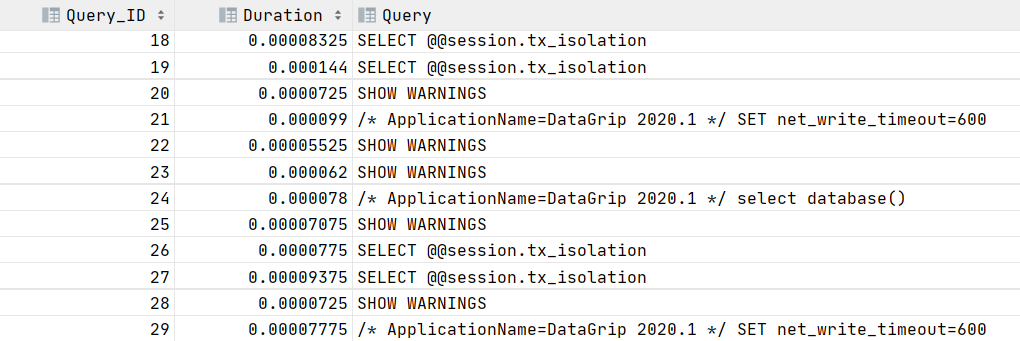 Query_ID Duration Query
18 0.00008325 SELECT @@session.tx_isolation
19 0.000144 SELECT @@session.tx_isolation
20 0.0000725 SHOW WARNINGS
21 0.000099 /* ApplicationName=DataGrip 2020.1 */ SET net_write_timeout=600
22 0.00005525 SHOW WARNINGS
23 0.000062 SHOW WARNINGS
24 0.000078 /* ApplicationName=DataGrip 2020.1 */ select database()
25 0.00007075 SHOW WARNINGS
26 0.0000775 SELECT @@session.tx_isolation
27 0.00009375 SELECT @@session.tx_isolation
28 0.0000725 SHOW WARNINGS
29 0.00007775 /* ApplicationName=DataGrip 2020.1 */ SET net_write_timeout=600